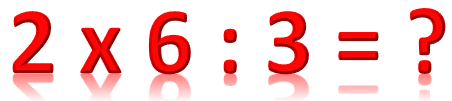 2 x 6 : 3 = ?